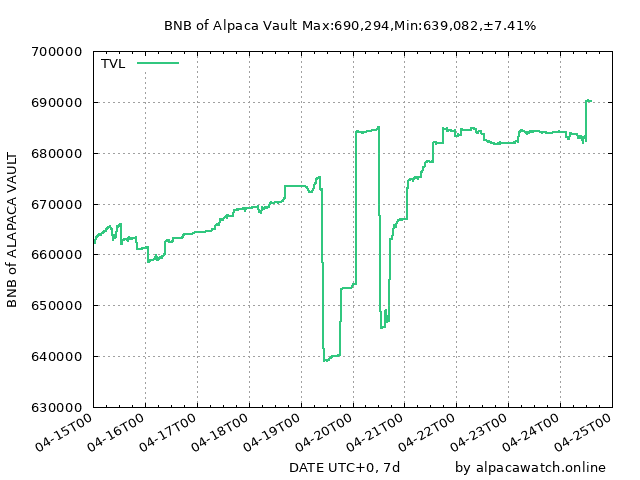 BNB of Alpaca Vault Max:690,294,Min:639,082,±7.41%
700000
TVL
690000
680000
670000
660000
650000
640000
630000
BNB of ALAPACA VAULT
04-15T00
04-16T00
04-17T00
04-18T00
04-19T00
04-20T00
04-21T00
04-22T00
04-23T00
04-24T00
04-25T00
DATE UTC+0, 7d
by alpacawatch.online